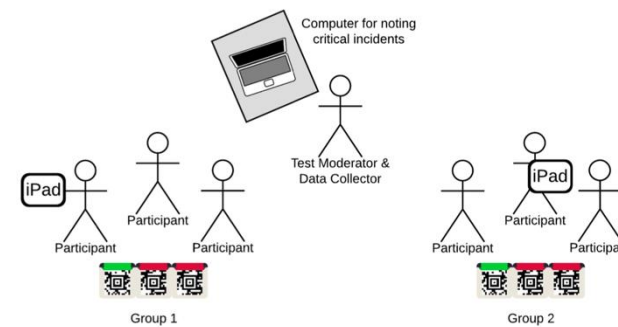 Computer for noting
critical incidents
Test Moderator &
Data Collector
iPad
Participant
Participant
Participant
Group 1
iPad
Participant
Participant
Participa
Group 2